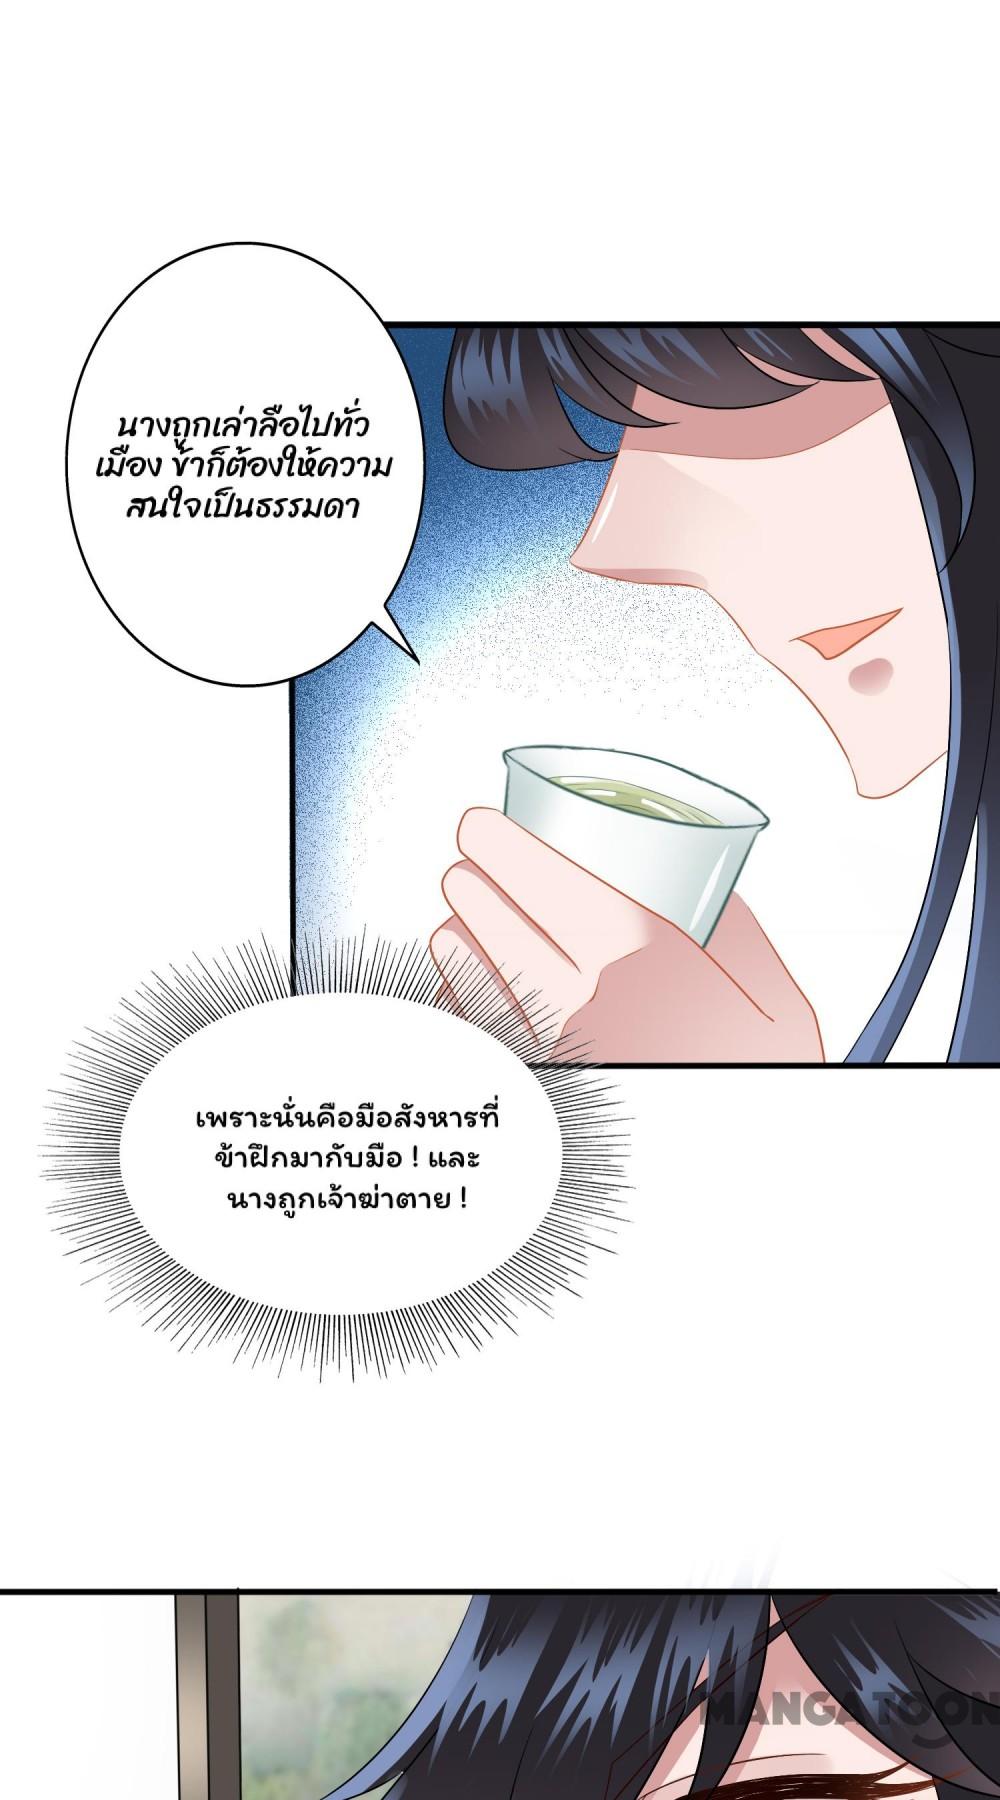 นางถูกเล่าลือไปทั่ว
เมือง ข้าก็ต้องให้ความ
สนใจเป็นธรรมดา
เพราะนั่นคือมือสังหารที่
ข้าฝึกมากับมือ ! และ
นางถูกเจ้าฆ่าตาย !
MANGATOON